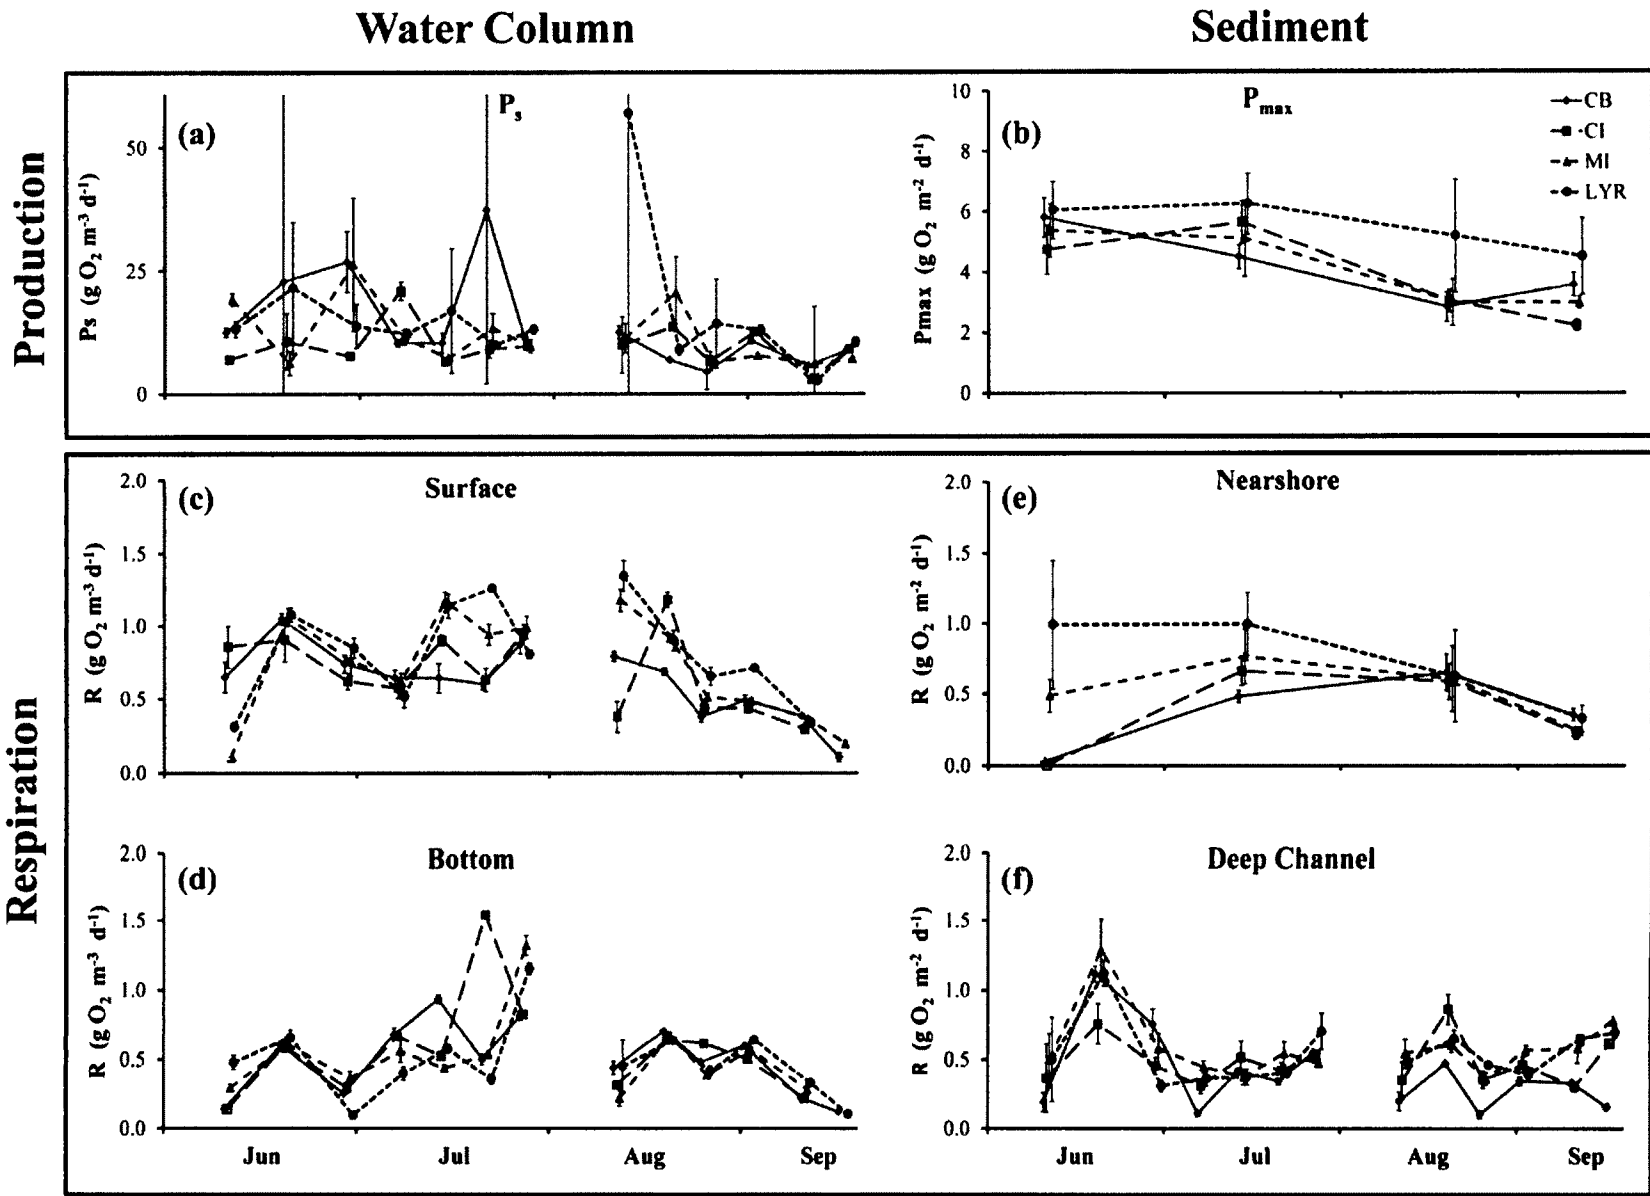 Water Column
Sediment
Production
Respiration
(a)
Ps
Ps (g O2 m-3 d-1)
50
25
0
(b)
Pmax
Pmax (g O2 m-2 d-1)
10
8
6
4
2
0
CB
CI
MI
LYR
(c)
Surface
R (g O2 m-3 d-1)
2.0
1.5
1.0
0.5
0.0
(e)
Nearshore
R (g O2 m-2 d-1)
2.0
1.5
1.0
0.5
0.0
(d)
Bottom
R (g O2 m-3 d-1)
2.0
1.5
1.0
0.5
0.0
Jun Jul Aug Sep
(f)
Deep Channel
R (g O2 m-2 d-1)
2.0
1.5
1.0
0.5
0.0
Jun Jul Aug Sep